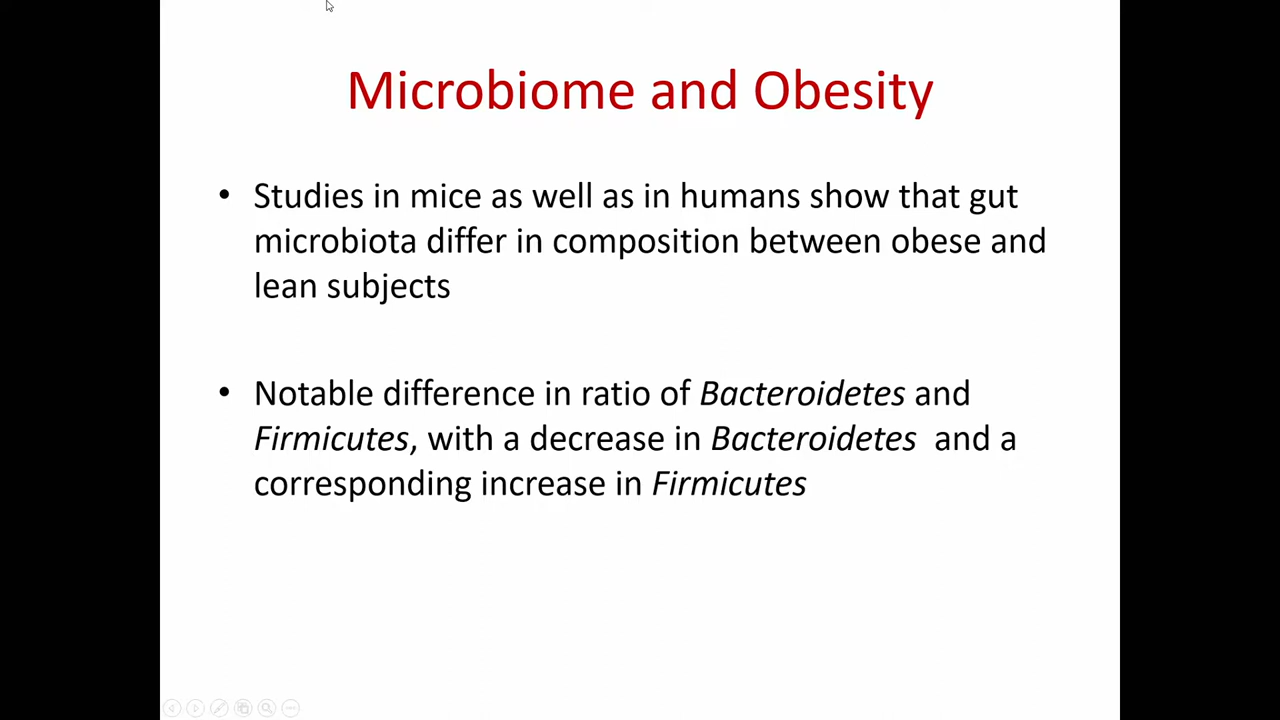 Microbiome and Obesity
• Studies in mice as well as in humans show that gut
microbiota differ in composition between obese and
lean subjects
• Notable difference in ratio of Bacteroidetes and
Firmicutes, with a decrease in Bacteroidetes  and a
corresponding increase in Firmicutes